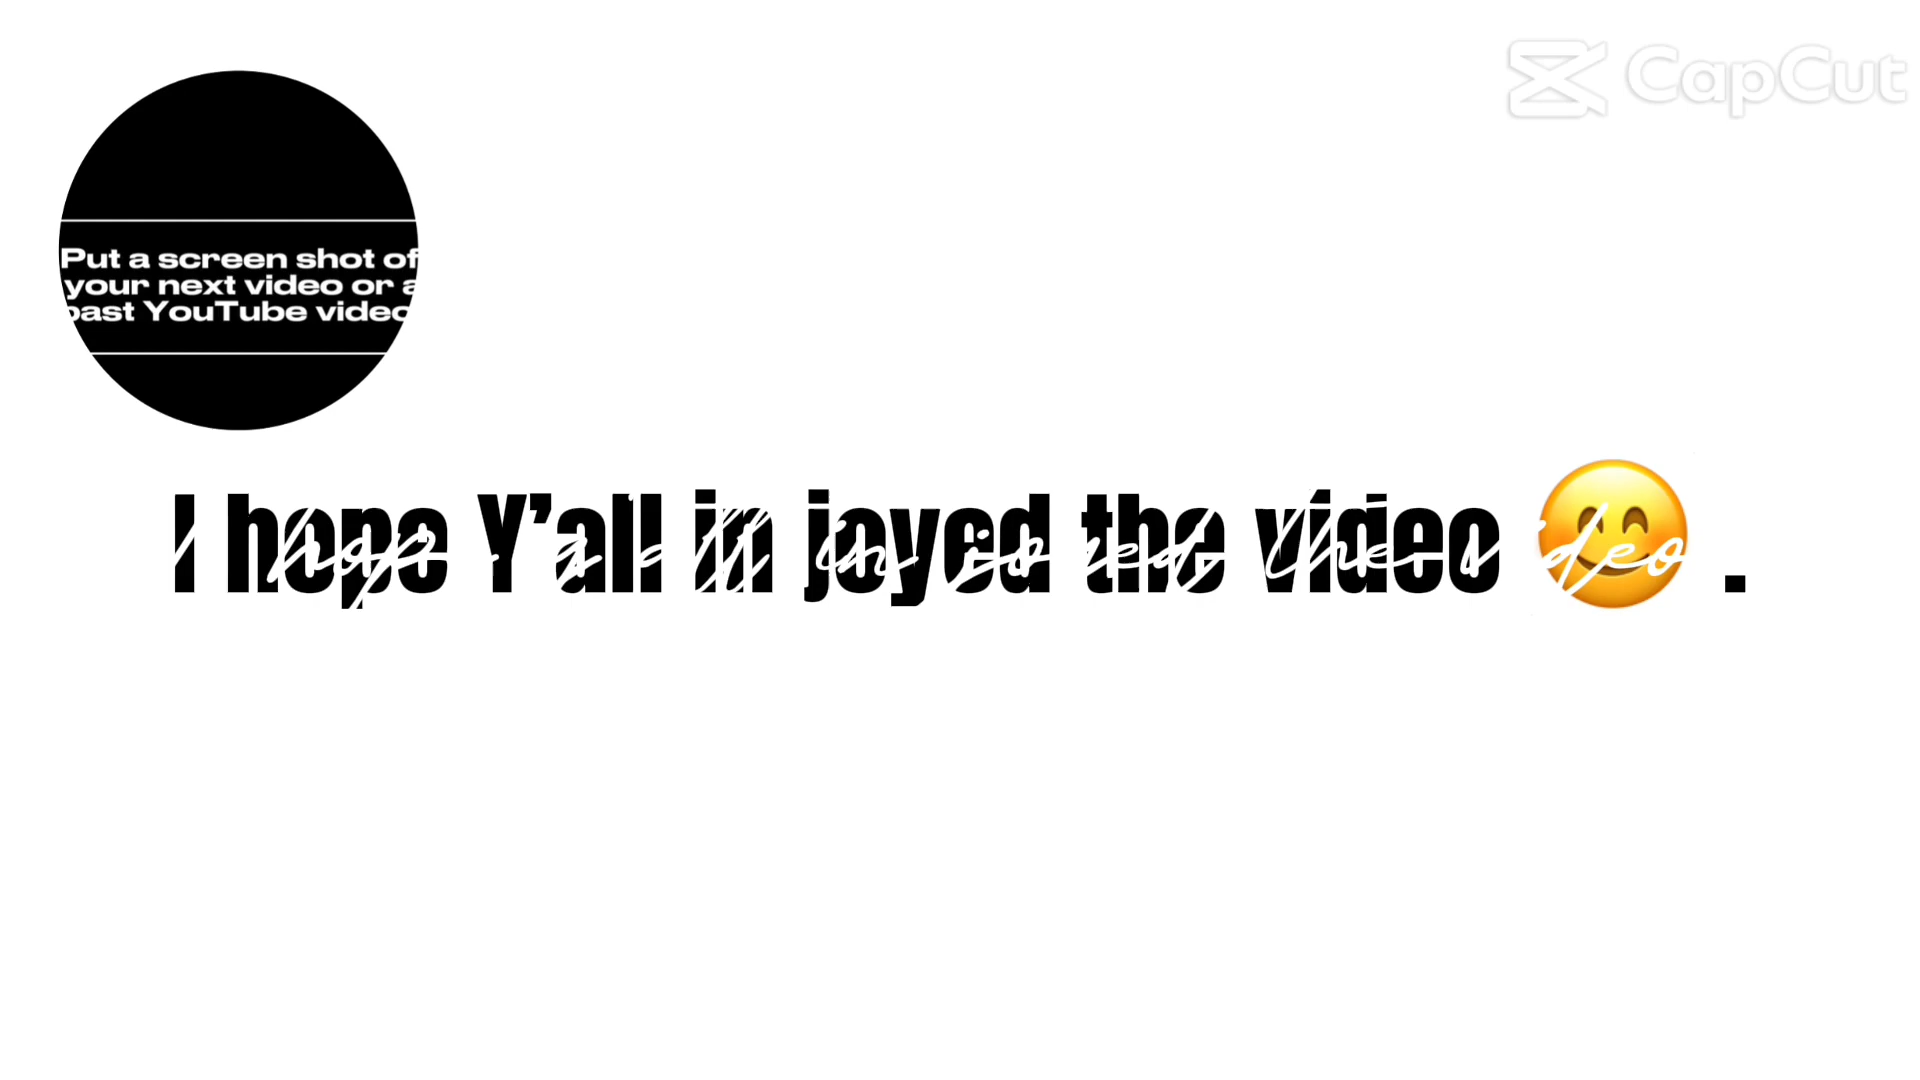 CapCut
Put a screen shot of
your next video or a
past YouTube video
I hope Y’all in joyed the video 😊 .